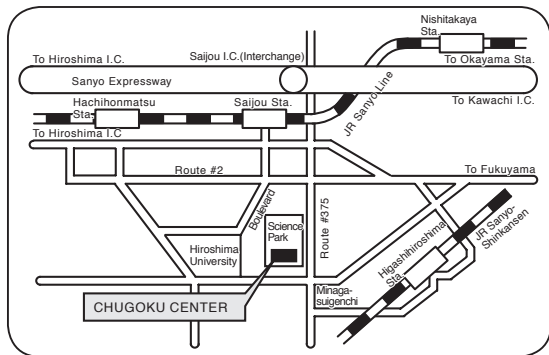 Nishitakaya
Sta.
To Hiroshima I.C.
Saijou I.C.(Interchange)
To Okayama Sta.
Sanyo Expressway
JR Sanyo Line
Hachihonmatsu
Sta.
Saijou Sta.
To Kawachi I.C.
To Hiroshima I.C
Route #2
To Fukuyama
Boulevard
Science
Park
Route #375
Hiroshima
University
Higashihiroshima
Sta.
JR Sanyo-
Shinkansen
Minaga-
suigenchi
CHUGOKU CENTER